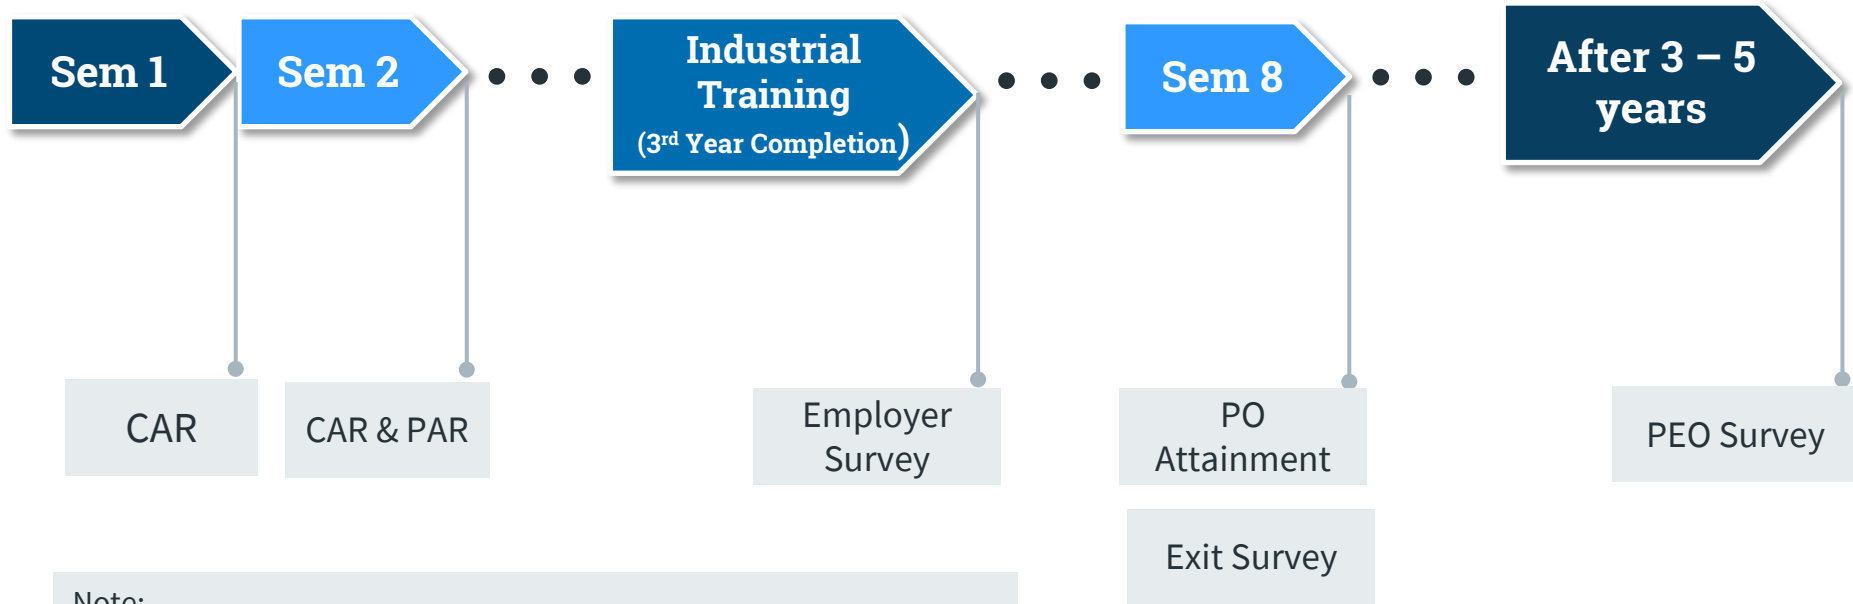 Sem 1
Sem 2
Industrial
Training
(3rd Year Completion)
Sem 8
After 3 – 5
years
CAR
CAR & PAR
Employer
Survey
PO
Attainment
PEO Survey
Exit Survey
Note: